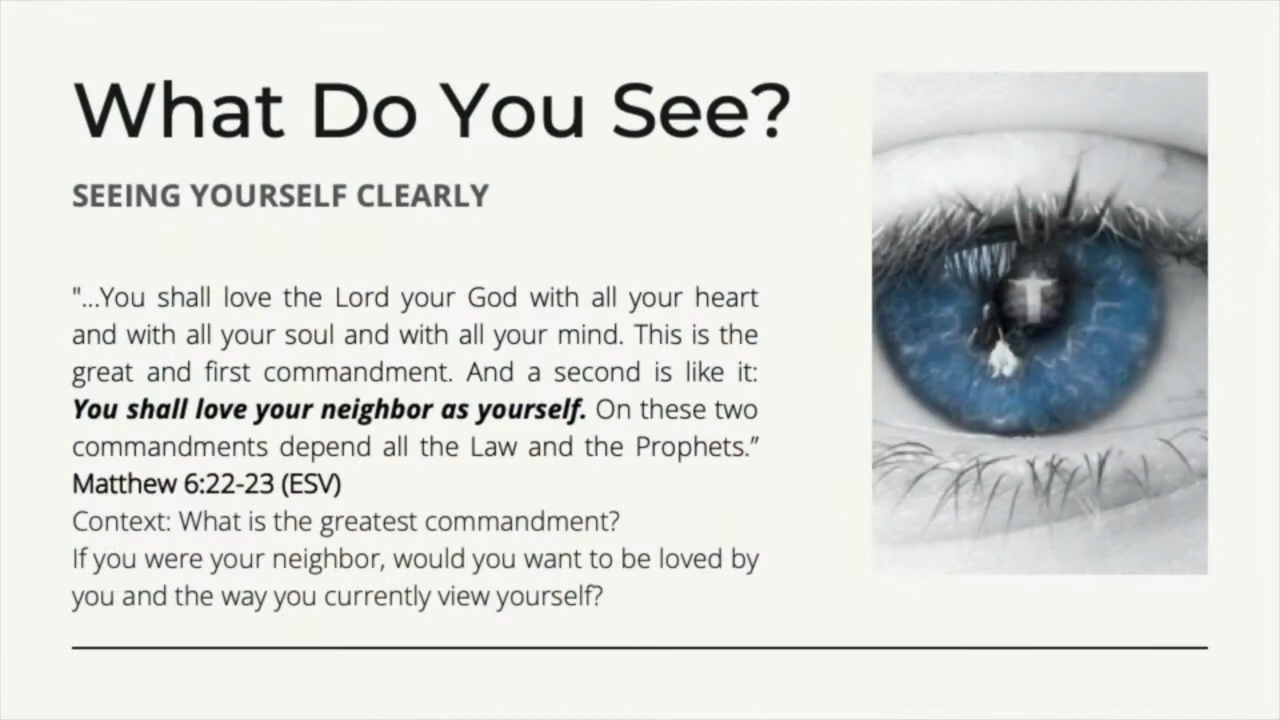 What Do You See?
SEEING YOURSELF CLEARLY
"...You shall love the Lord your God with all your heart
and with all your soul and with all your mind. This is the
great and first commandment. And a second is like it:
You shall love your neighbor as yourself. On these two
commandments depend all the Law and the Prophets.”
Matthew 6:22-23 (ESV)
Context: What is the greatest commandment?
If you were your neighbor, would you want to be loved by
you and the way you currently view yourself?